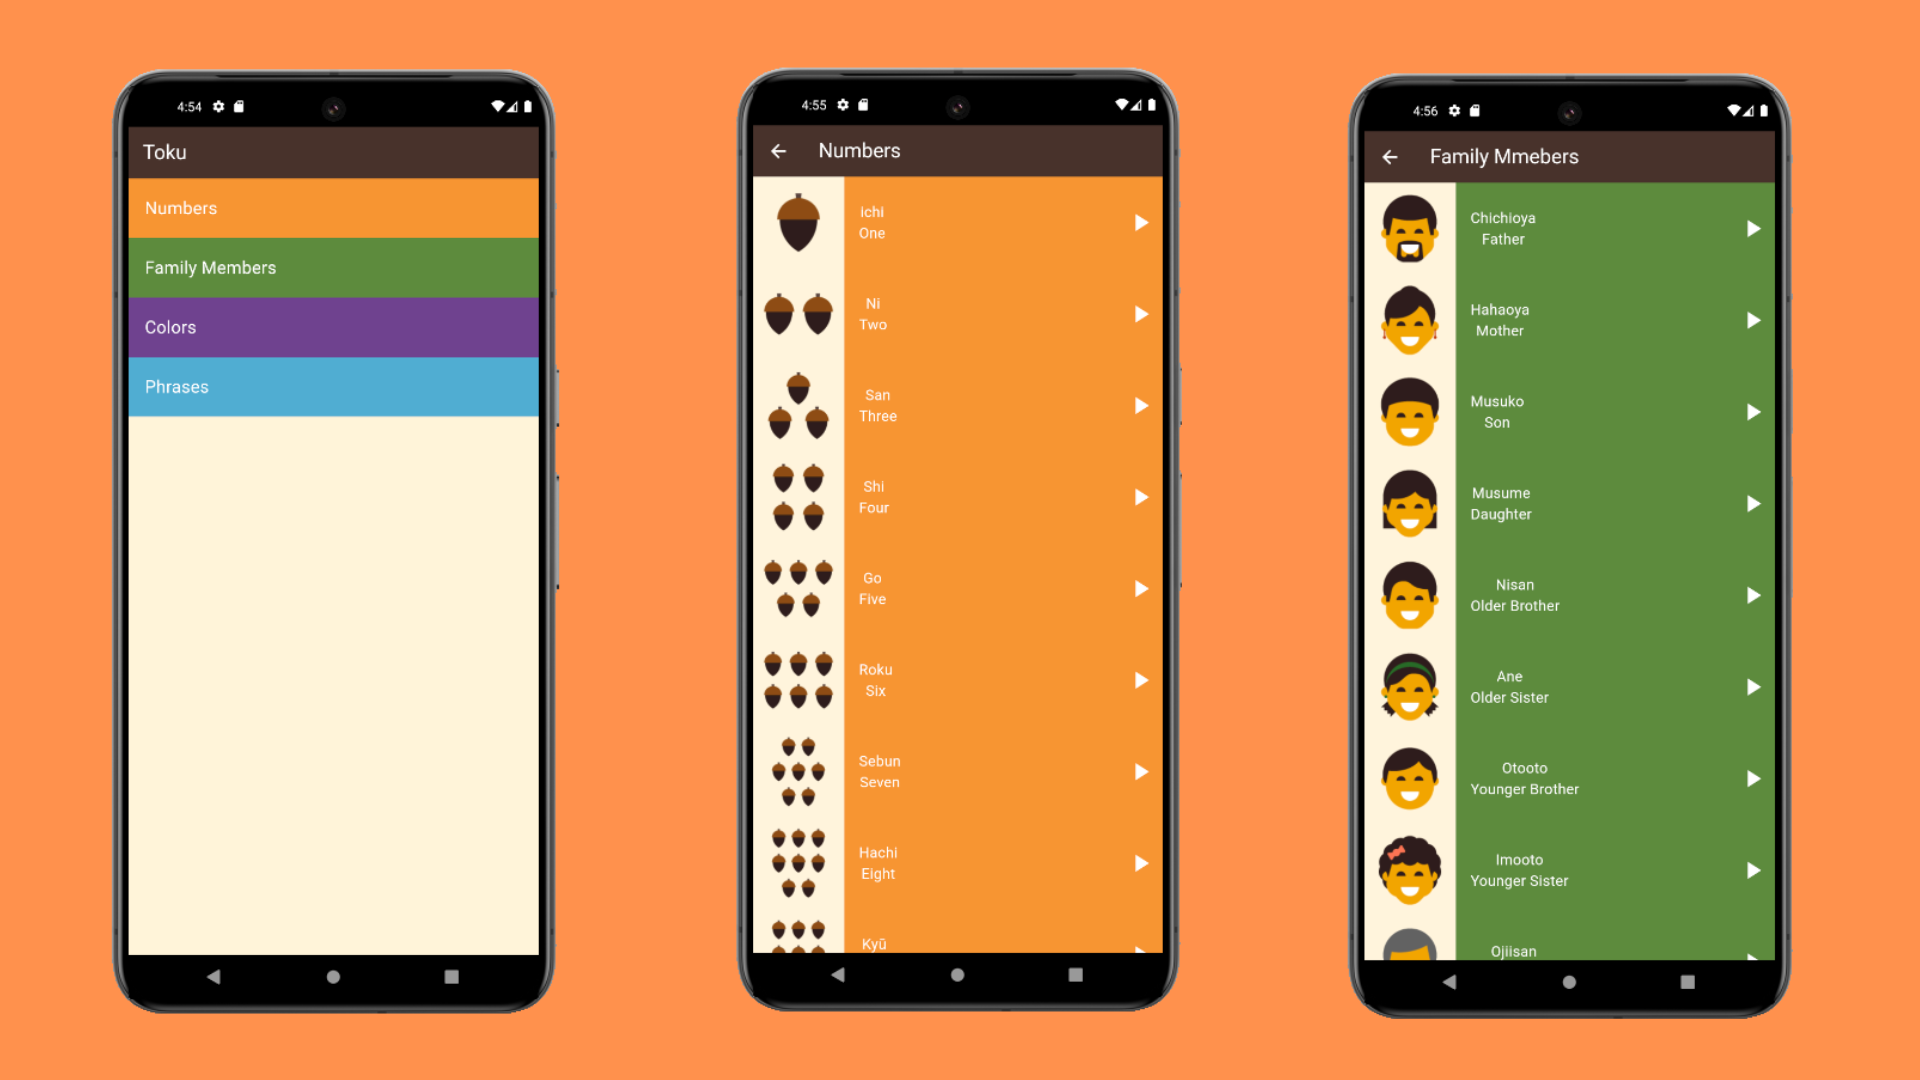 4:54
Toku
Numbers
Family Members
Colors
Phrases
4:55
Numbers
Ichi
One
Ni
Two
San
Three
Shi
Four
Go
Five
Roku
Six
Sebun
Seven
Hachi
Eight
Kyū
4:56
Family Mmebers
Chichioya
Father
Hahaoya
Mother
Musuko
Son
Musume
Daughter
Nisan
Older Brother
Ane
Older Sister
Otooto
Younger Brother
Imooto
Younger Sister
Ojiisan